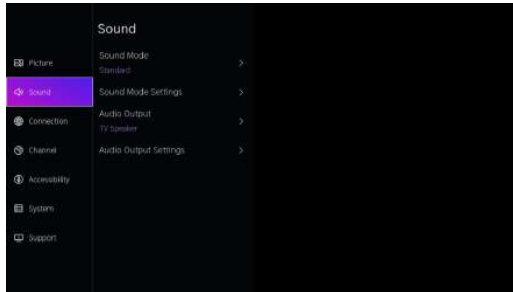 Sound
Picture
Sound
Connection
Channel
Accessibility
System
Support
Sound Mode
Standard
Sound Mode Settings
Audio Output
TV Speaker
Audio Output Settings